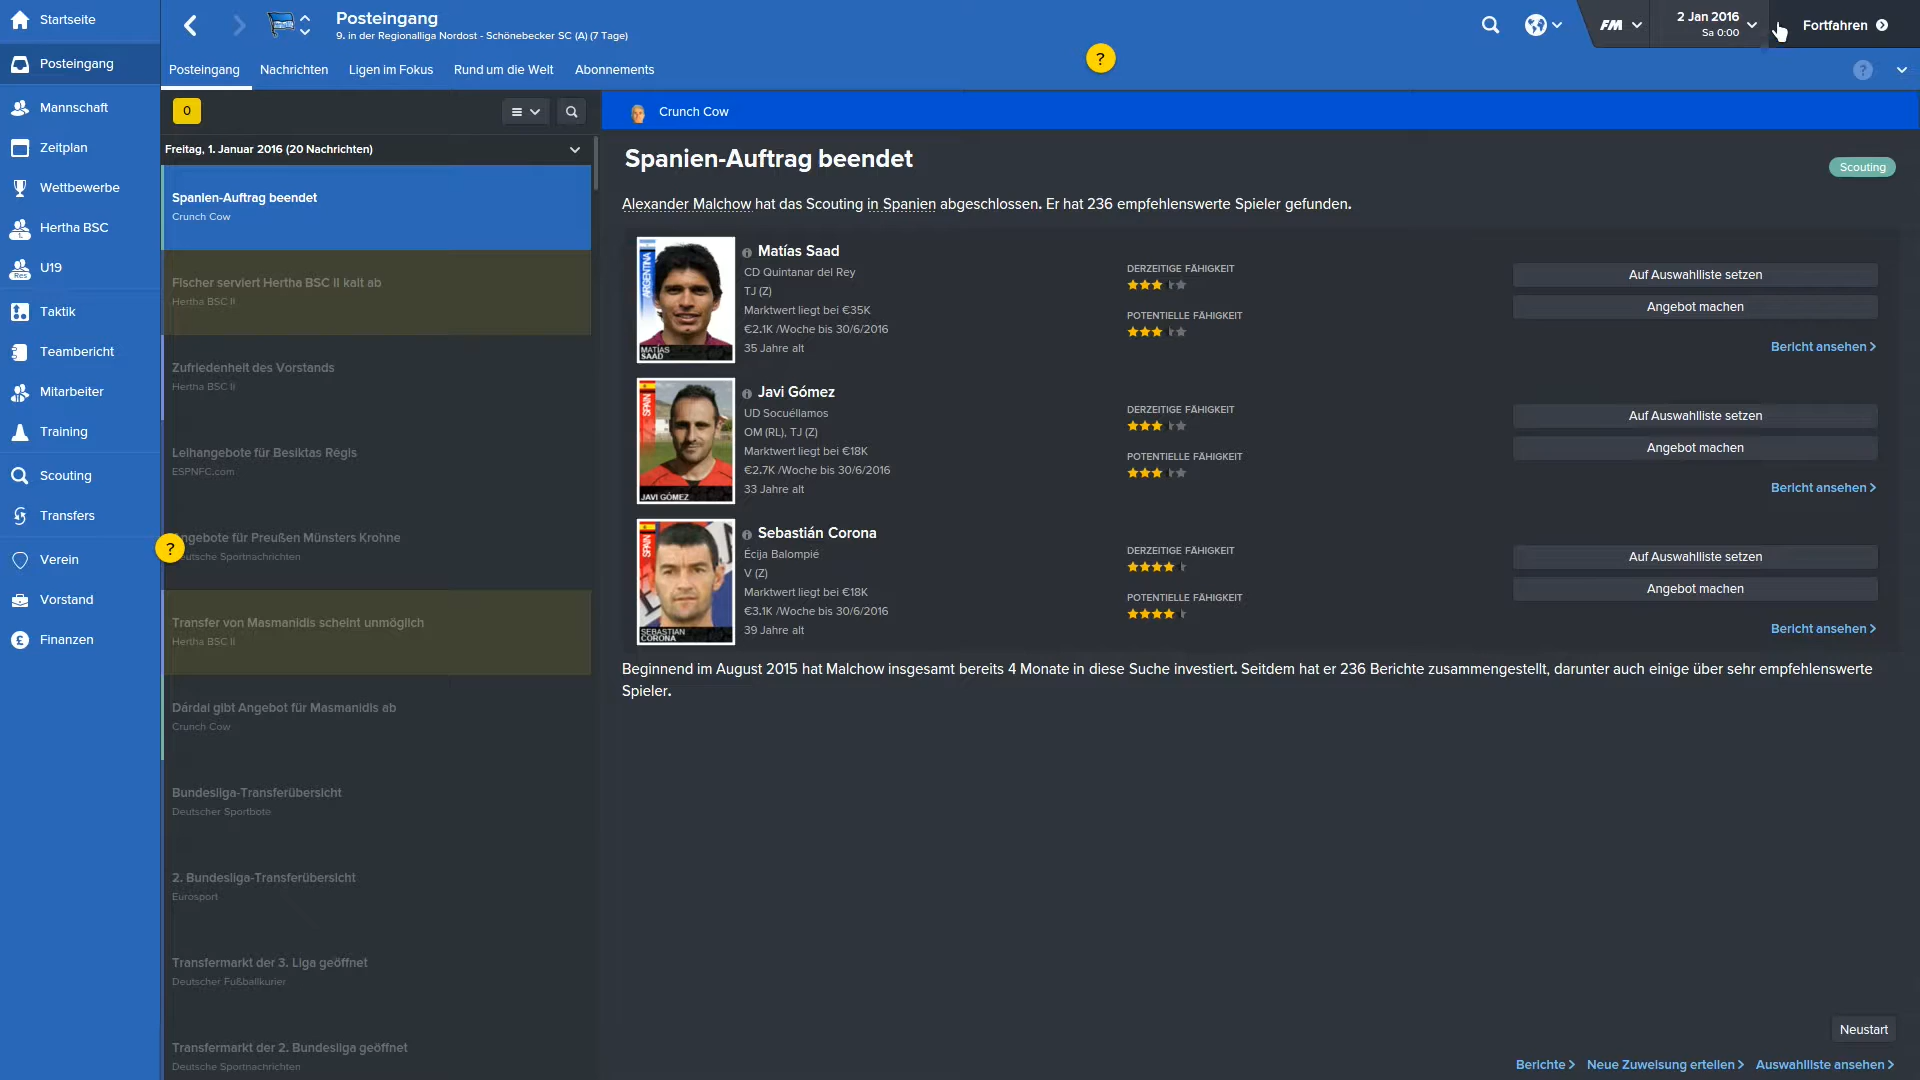 Startseite
Posteingang
Mannschaft
Zeitplan
Wettbewerbe
Hertha BSC
U19
Taktik
Teambericht
Mitarbeiter
Training
Scouting
Transfers
Verein
Vorstand
Finanzen
Posteingang
9. in der Regionalliga Nordost - Schönebecker SC (A) (7 Tage)
FM
2 Jan 2016
Sa 0:00
Fortfahren
Posteingang Nachrichten Ligen im Fokus Rund um die Welt Abonnements
?
?
0
Freitag, 1. Januar 2016 (20 Nachrichten)
Spanien-Auftrag beendet
Crunch Cow
Fischer serviert Hertha BSC II kalt ab
Hertha BSC II
Zufriedenheit des Vorstands
Hertha BSC II
Leihangebote für Besiktas Régis
ESPNFC.com
?
ngebote für Preußen Münsters Krohne
eutsche Sportnachrichten
Transfer von Masmanidis scheint unmöglich
Hertha BSC II
Dárdai gibt Angebot für Masmanidis ab
Crunch Cow
Bundesliga-Transferübersicht
Deutscher Sportbote
2. Bundesliga-Transferübersicht
Eurosport
Transfermarkt der 3. Liga geöffnet
Deutscher Fußballkurier
Transfermarkt der 2. Bundesliga geöffnet
Deutsche Sportnachrichten
Crunch Cow
Spanien-Auftrag beendet
Scouting
Alexander Malchow hat das Scouting in Spanien abgeschlossen. Er hat 236 empfehlenswerte Spieler gefunden.
ARGENTINA
MATÍAS
SAAD
Matías Saad
CD Quintanar del Rey
TJ (Z)
Marktwert liegt bei €35K
€2.1K /Woche bis 30/6/2016
35 Jahre alt
DERZEITIGE FÄHIGKEIT
POTENTIELLE FÄHIGKEIT
Auf Auswahlliste setzen
Angebot machen
Bericht ansehen >
SPAIN
JAVI GÓMEZ
Javi Gómez
UD Socuéllamos
OM (RL), TJ (Z)
Marktwert liegt bei €18K
€2.7K /Woche bis 30/6/2016
33 Jahre alt
DERZEITIGE FÄHIGKEIT
POTENTIELLE FÄHIGKEIT
Auf Auswahlliste setzen
Angebot machen
Bericht ansehen >
SPAIN
SEBASTIAN
CORONA
Sebastián Corona
Écija Balompié
V (Z)
Marktwert liegt bei €18K
€3.1K /Woche bis 30/6/2016
39 Jahre alt
DERZEITIGE FÄHIGKEIT
POTENTIELLE FÄHIGKEIT
Auf Auswahlliste setzen
Angebot machen
Bericht ansehen >
Beginnend im August 2015 hat Malchow insgesamt bereits 4 Monate in diese Suche investiert. Seitdem hat er 236 Berichte zusammengestellt, darunter auch einige über sehr empfehlenswerte
Spieler.
Neustart
Berichte > Neue Zuweisung erteilen > Auswahlliste ansehen >